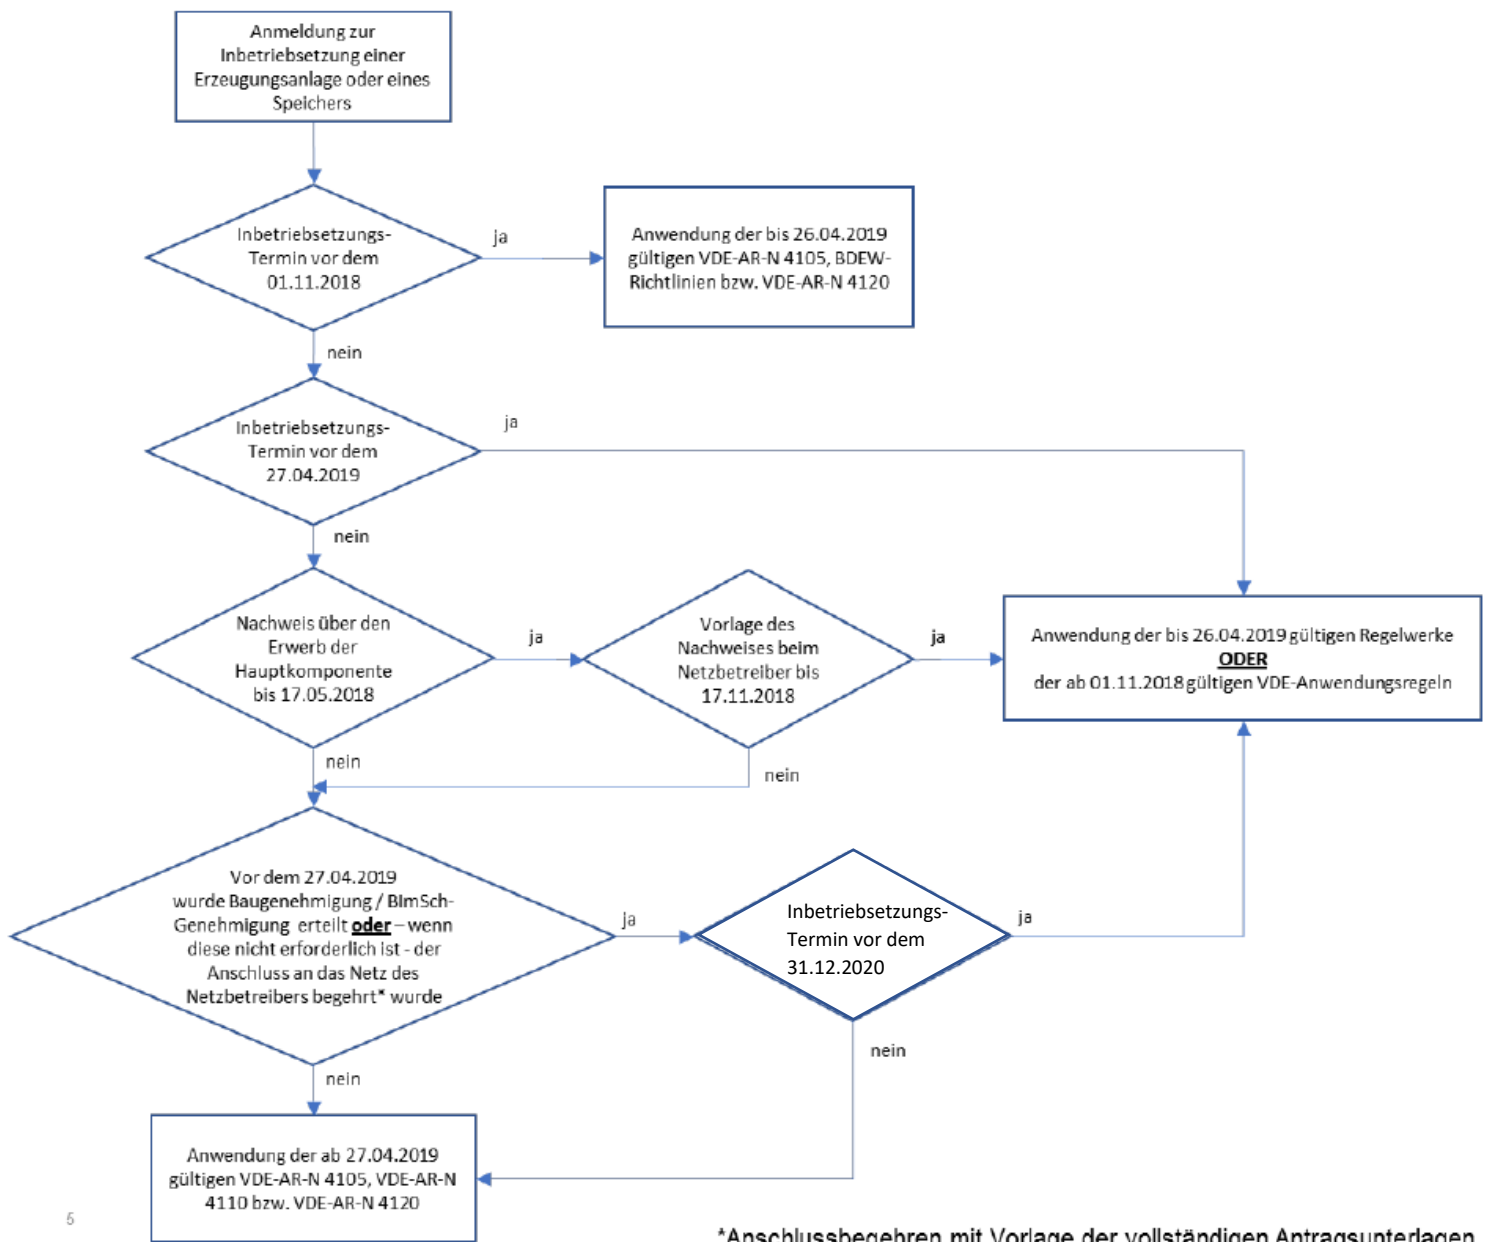 Anmeldung zur
Inbetriebsetzung einer
Erzeugungsanlage oder eines
Speichers
Inbetriebsetzungs-
Termin vor dem
01.11.2018
ja
Anwendung der bis 26.04.2019
gültigen VDE-AR-N 4105, BDEW-
Richtlinien bzw. VDE-AR-N 4120
nein
Inbetriebsetzungs-
Termin vor dem
27.04.2019
ja
nein
Nachweis über den
Erwerb der
Hauptkomponente
bis 17.05.2018
ja
Vorlage des
Nachweises beim
Netzbetreiber bis
17.11.2018
ja
Anwendung der bis 26.04.2019 gültigen Regelwerke
ODER
der ab 01.11.2018 gültigen VDE-Anwendungsregeln
nein
nein
Vor dem 27.04.2019
wurde Baugenehmigung / BImSch-
Genehmigung erteilt oder – wenn
diese nicht erforderlich ist - der
Anschluss an das Netz des
Netzbetreibers begehrt* wurde
ja
Inbetriebsetzungs-
Termin vor dem
31.12.2020
ja
nein
nein
Anwendung der ab 27.04.2019
gültigen VDE-AR-N 4105, VDE-AR-N
4110 bzw. VDE-AR-N 4120
5
*Anschlussbegehren mit Vorlage der vollständigen Antragsunterlagen